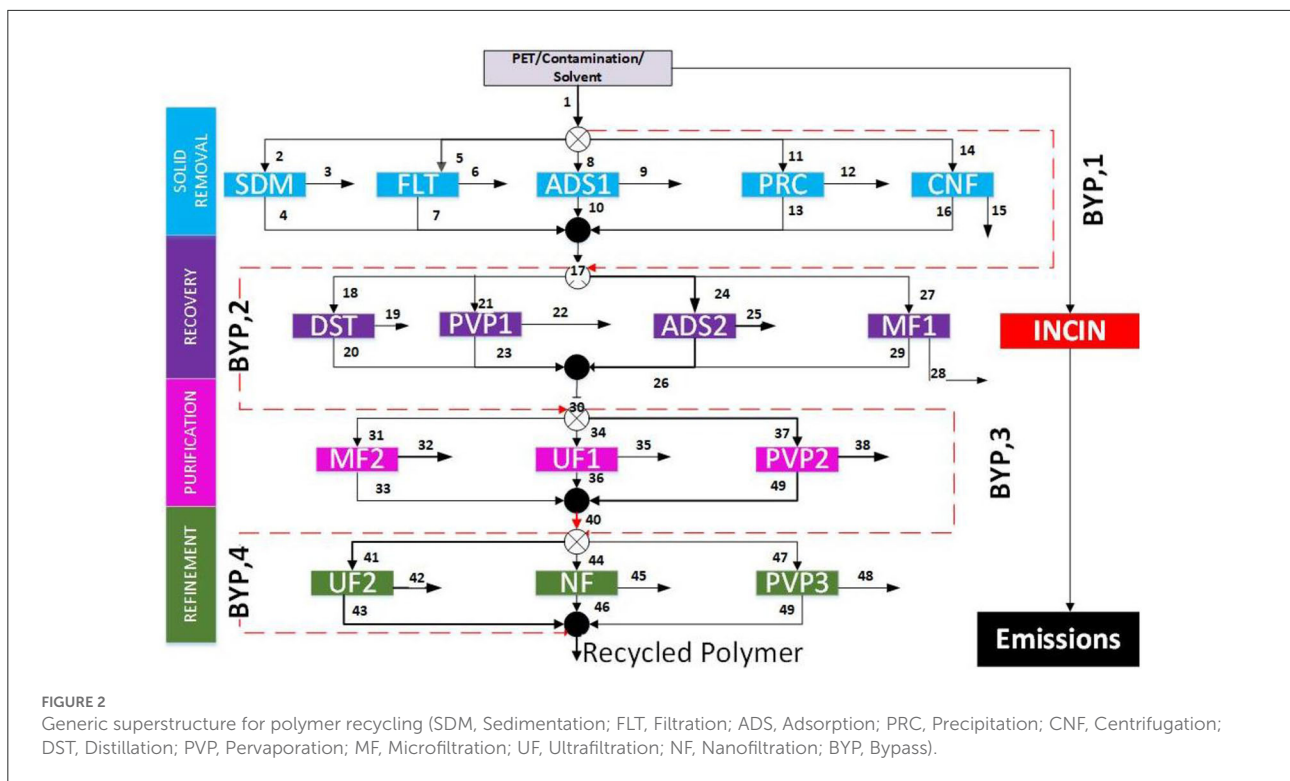 PET/Contamination/
Solvent
1
SOLID
REMOVAL
2
5
8
11
14
SDM
3
FLT
6
ADS1
9
PRC
12
CNF
4
7
10
13
16
15
BYP,1
17
RECOVERY
BYP,2
18
21
24
27
DST
19
PVP1
22
ADS2
25
MF1
INCIN
20
23
26
29
28
30
PURIFICATION
31
34
37
MF2
32
UF1
35
PVP2
38
BYP,3
33
36
49
40
REFINEMENT
BYP,4
41
44
47
UF2
42
NF
45
PVP3
48
43
46
49
Recycled Polymer
Emissions
FIGURE 2
Generic superstructure for polymer recycling (SDM, Sedimentation; FLT, Filtration; ADS, Adsorption; PRC, Precipitation; CNF, Centrifugation;
DST, Distillation; PVP, Pervaporation; MF, Microfiltration; UF, Ultrafiltration; NF, Nanofiltration; BYP, Bypass).